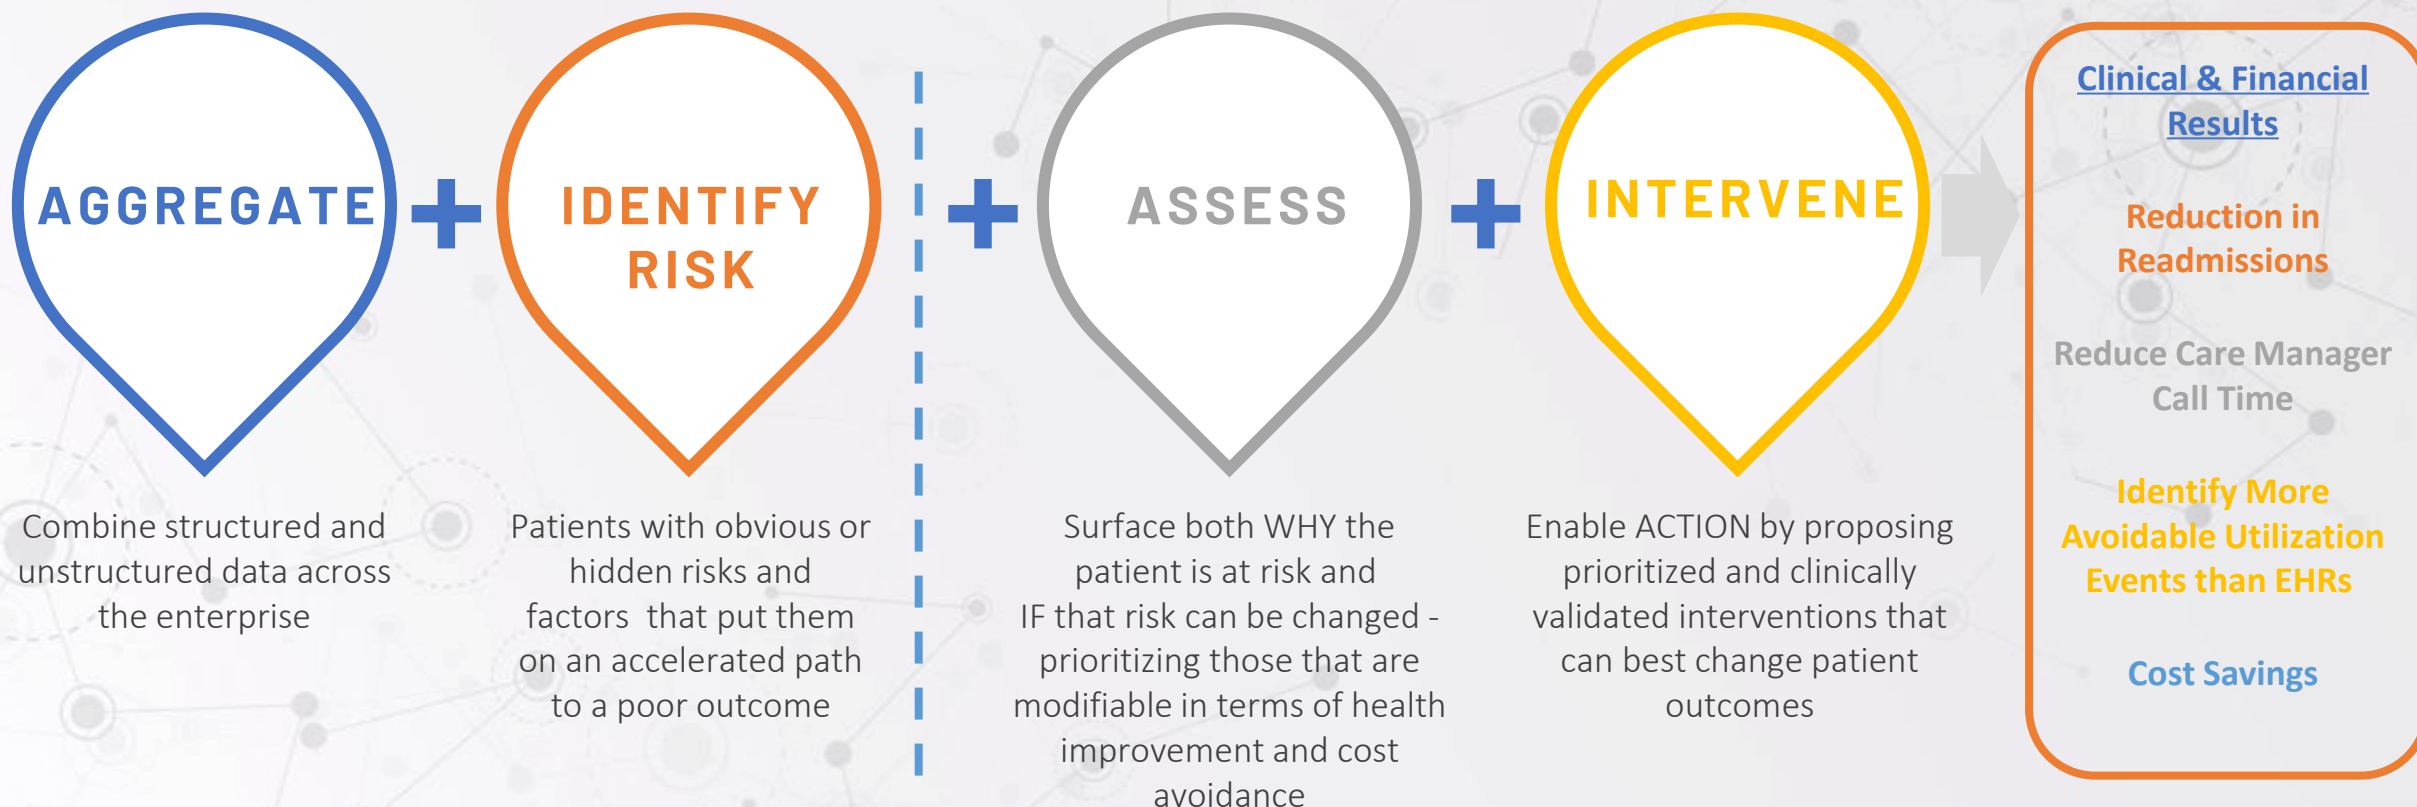 AGGREGATE
+
IDENTIFY
RISK
+
ASSESS
+
INTERVENE
Combine structured and
unstructured data across
the enterprise
Patients with obvious or
hidden risks and
factors  that put them
on an accelerated path
to a poor outcome
Surface both WHY the
patient is at risk and
IF that risk can be changed -
prioritizing those that are
modifiable in terms of health
improvement and cost
avoidance
Enable ACTION by proposing
prioritized and clinically
validated interventions that
can best change patient
outcomes
Clinical & Financial
Results
Reduction in
Readmissions
Reduce Care Manager
Call Time
Identify More
Avoidable Utilization
Events than EHRs
Cost Savings